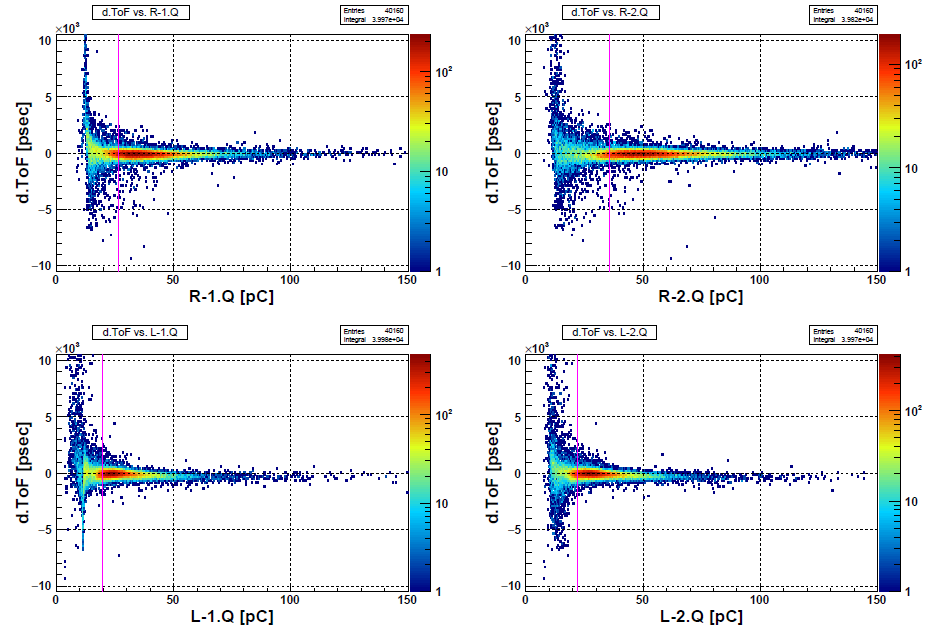 d.ToF vs. R-1.Q
Entries 40160
Integral 3.997e+04
×10³
d.ToF [psec]
10
5
0
−5
−10
0 50 100 150
R-1.Q [pC]
10²
10
1
d.ToF vs. R-2.Q
Entries 40160
Integral 3.982e+04
×10³
d.ToF [psec]
10
5
0
−5
−10
0 50 100 150
R-2.Q [pC]
10²
10
1
d.ToF vs. L-1.Q
Entries 40160
Integral 3.998e+04
×10³
d.ToF [psec]
10
5
0
−5
−10
0 50 100 150
L-1.Q [pC]
10²
10
1
d.ToF vs. L-2.Q
Entries 40160
Integral 3.997e+04
×10³
d.ToF [psec]
10
5
0
−5
−10
0 50 100 150
L-2.Q [pC]
10²
10
1